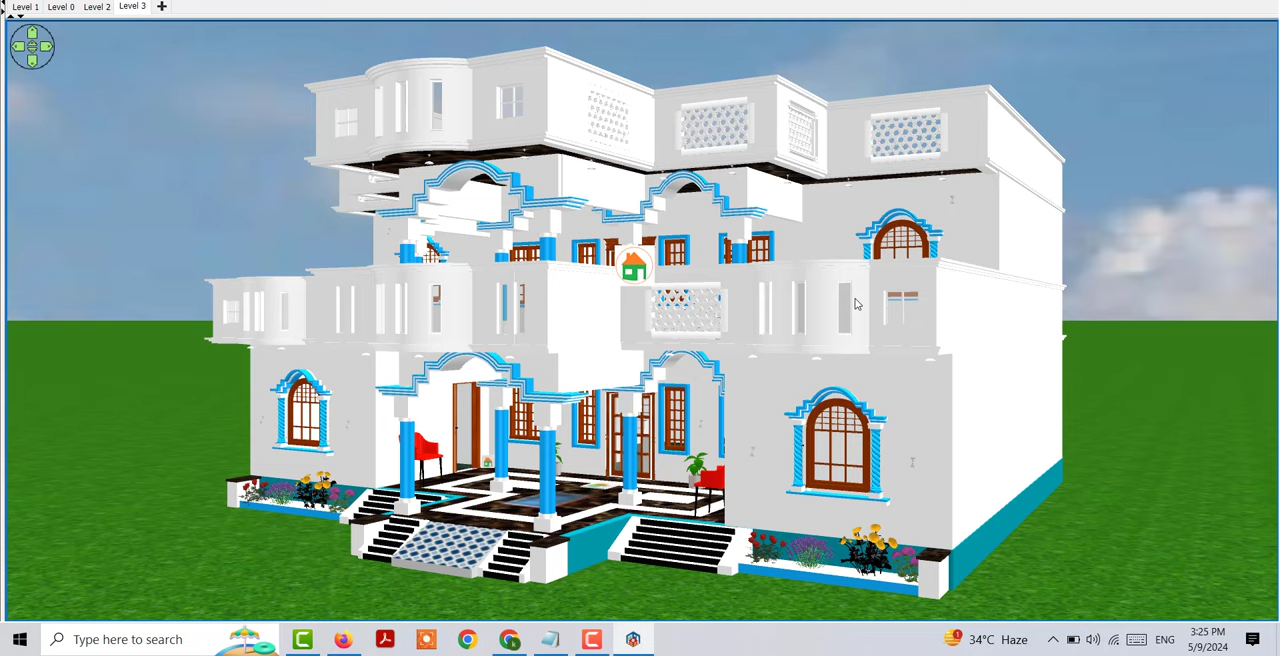 Level 1 Level 0 Level 2 Level 3
Type here to search
34°C Haze
ENG
3:25 PM
5/9/2024